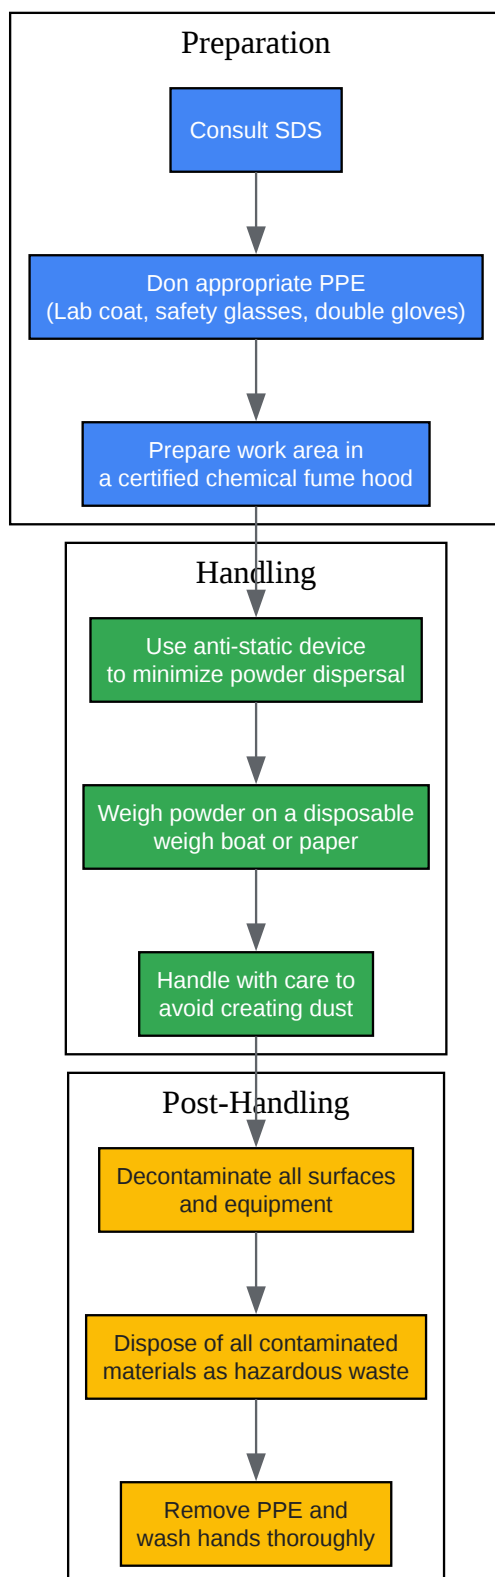 Preparation
Consult SDS
Don appropriate PPE
(Lab coat, safety glasses, double gloves)
Prepare work area in
a certified chemical fume hood
Handling
Use anti-static device
to minimize powder dispersal
Weigh powder on a disposable
weigh boat or paper
Handle with care to
avoid creating dust
Post-Handling
Decontaminate all surfaces
and equipment
Dispose of all contaminated
materials as hazardous waste
Remove PPE and
wash hands thoroughly